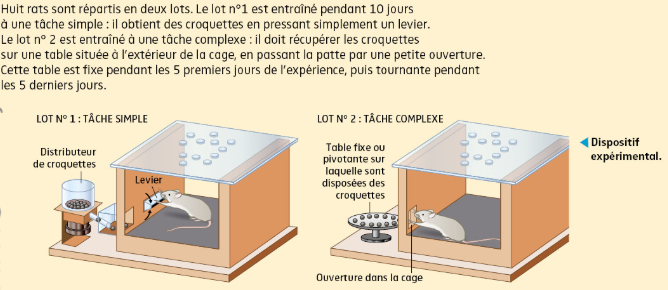 Huit rats sont répartis en deux lots. Le lot n°1 est entraîné pendant 10 jours
à une tâche simple : il obtient des croquettes en pressant simplement un levier.
Le lot n° 2 est entraîné à une tâche complexe : il doit récupérer les croquettes
sur une table située à l'extérieur de la cage, en passant la patte par une petite ouverture.
Cette table est fixe pendant les 5 premiers jours de l'expérience, puis tournante pendant
les 5 derniers jours.
LOT N° 1 : TÂCHE SIMPLE
Distributeur
de croquettes
Levier
LOT N° 2 : TÂCHE COMPLEXE
Table fixe ou
pivotante sur
laquelle sont
disposées des
croquettes
Ouverture dans la cage
Dispositif
expérimental.